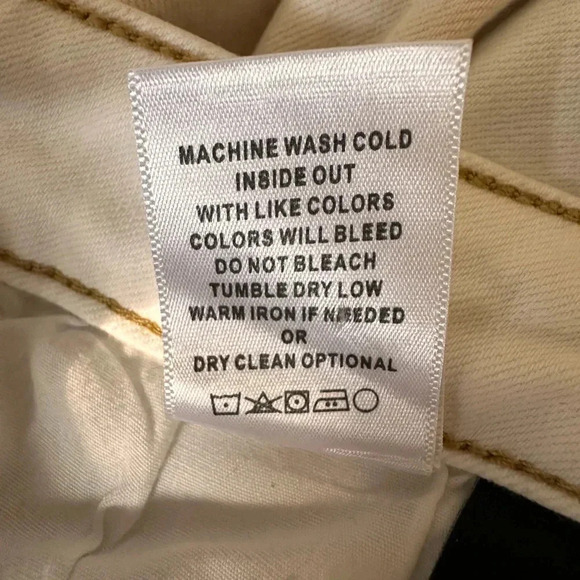 MACHINE WASH COLD
INSIDE OUT
WITH LIKE COLORS
COLORS WILL BLEED
DO NOT BLEACH
TUMBLE DRY LOW
WARM IRON IF NEEDED
OR
DRY CLEAN OPTIONAL